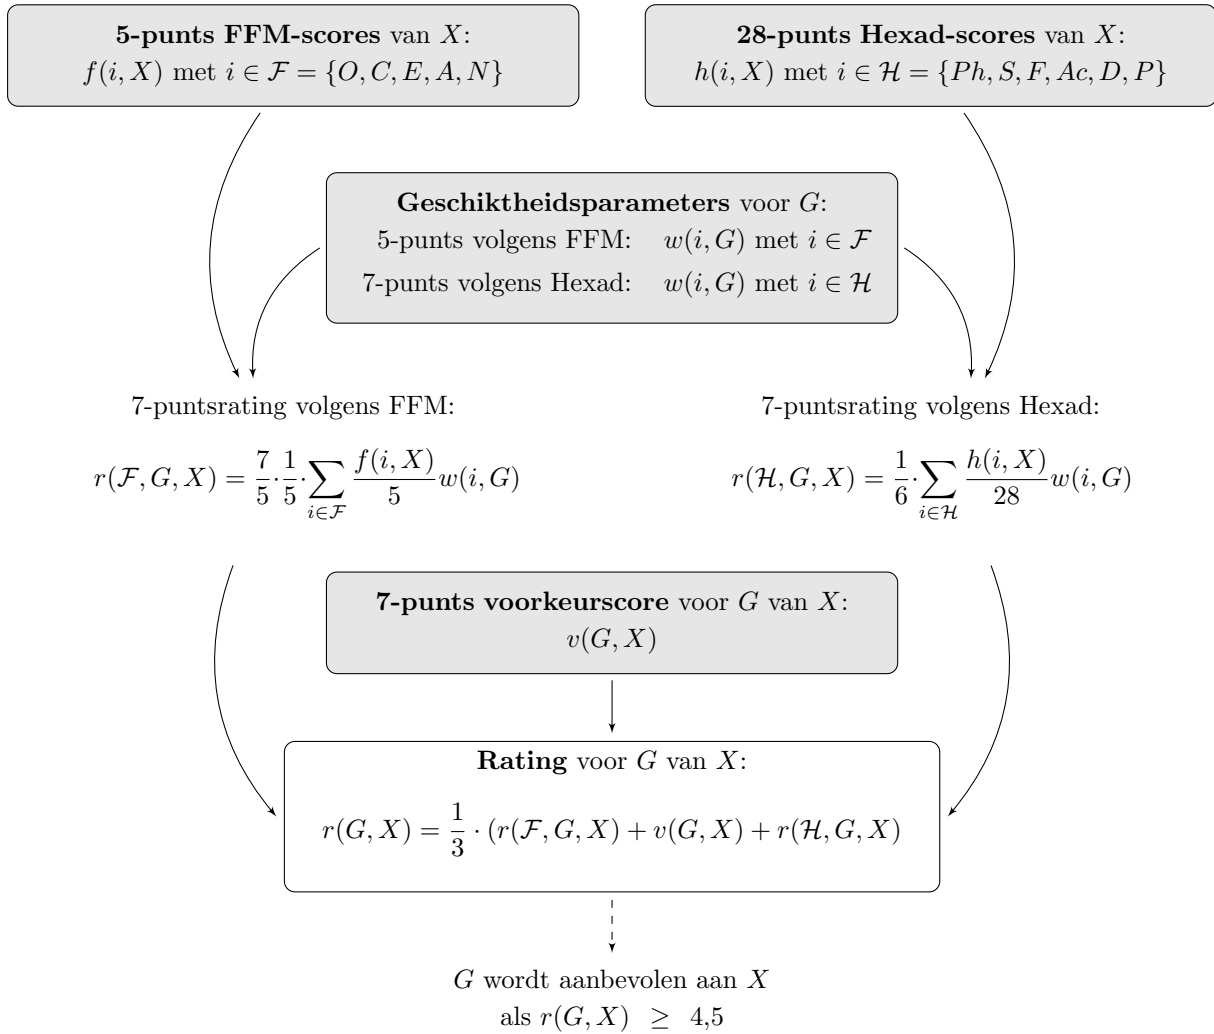 5-punts FFM-scores van X:
f(i, X) met i ∈ ℱ = {O, C, E, A, N}
28-punts Hexad-scores van X:
h(i, X) met i ∈ ℋ = {Ph, S, F, Ac, D, P}
Geschiktheidsparameters voor G:
5-punts volgens FFM: w(i, G) met i ∈ ℱ
7-punts volgens Hexad: w(i, G) met i ∈ ℋ
7-puntsrating volgens FFM:
r(ℱ, G, X) = 7/5 · 1/5 · ∑_{i∈ℱ} f(i, X)/5 w(i, G)
7-puntsrating volgens Hexad:
r(ℋ, G, X) = 1/6 · ∑_{i∈ℋ} h(i, X)/28 w(i, G)
7-punts voorkeurscore voor G van X:
v(G, X)
Rating voor G van X:
r(G, X) = 1/3 · (r(ℱ, G, X) + v(G, X) + r(ℋ, G, X)
G wordt aanbevolen aan X
als r(G, X) ≥ 4,5